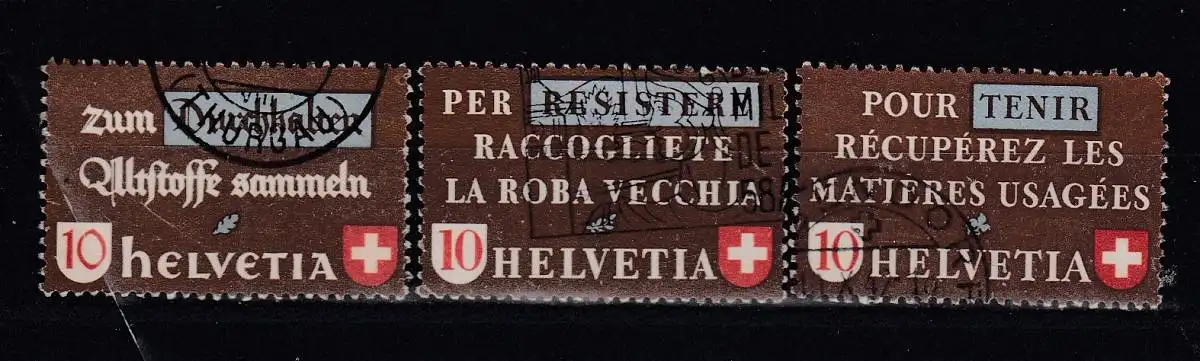 zum Durchhalten
Altstoffe sammeln
10 HELVETIA
PER RESISTERE
RACCOGLIETE
LA ROBA VECCHIA
10 HELVETIA
POUR TENIR
RÉCUPÉREZ LES
MATIÈRES USAGÉES
10 HELVETIA